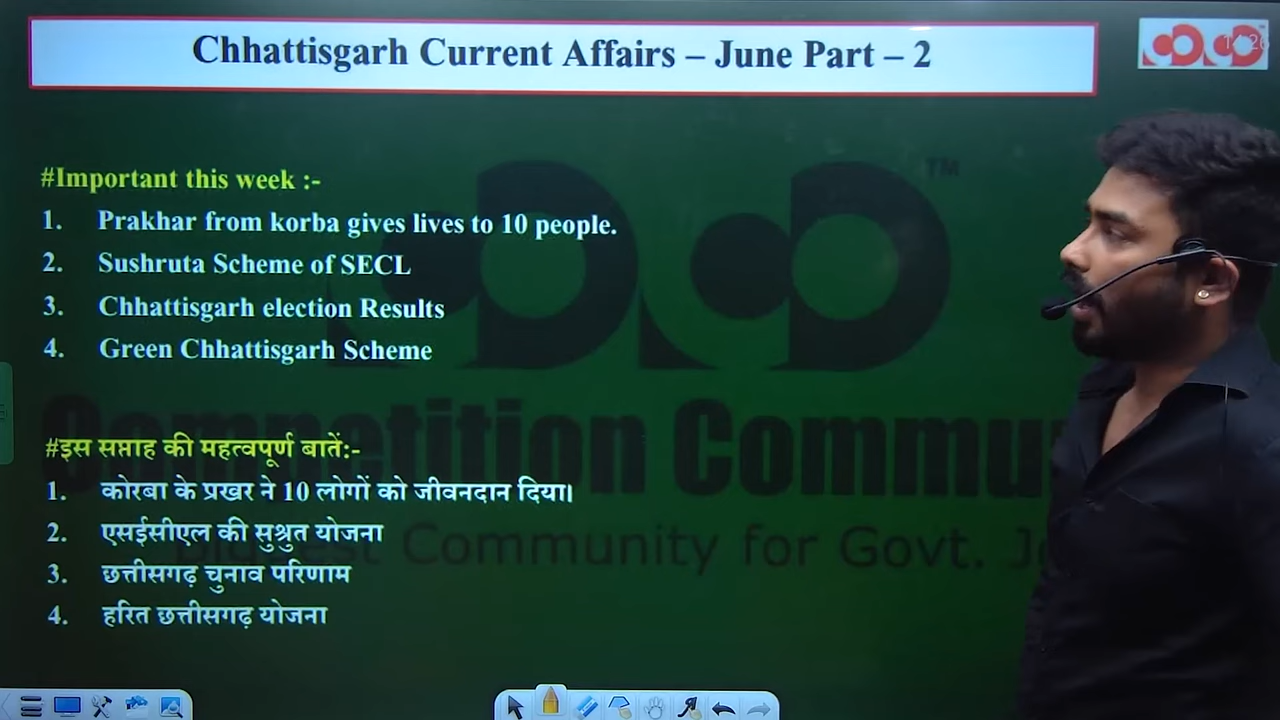 Chhattisgarh Current Affairs – June Part – 2
14:26
#Important this week :-
1. Prakhar from korba gives lives to 10 people.
2. Sushruta Scheme of SECL
3. Chhattisgarh election Results
4. Green Chhattisgarh Scheme
TM
Competition Commu
Community for Govt. J
#इस सप्ताह की महत्वपूर्ण बातें:-
1. कोरबा के प्रखर ने 10 लोगों को जीवनदान दिया।
2. एसईसीएल की सुश्रुत योजना
3. छत्तीसगढ़ चुनाव परिणाम
4. हरित छत्तीसगढ़ योजना